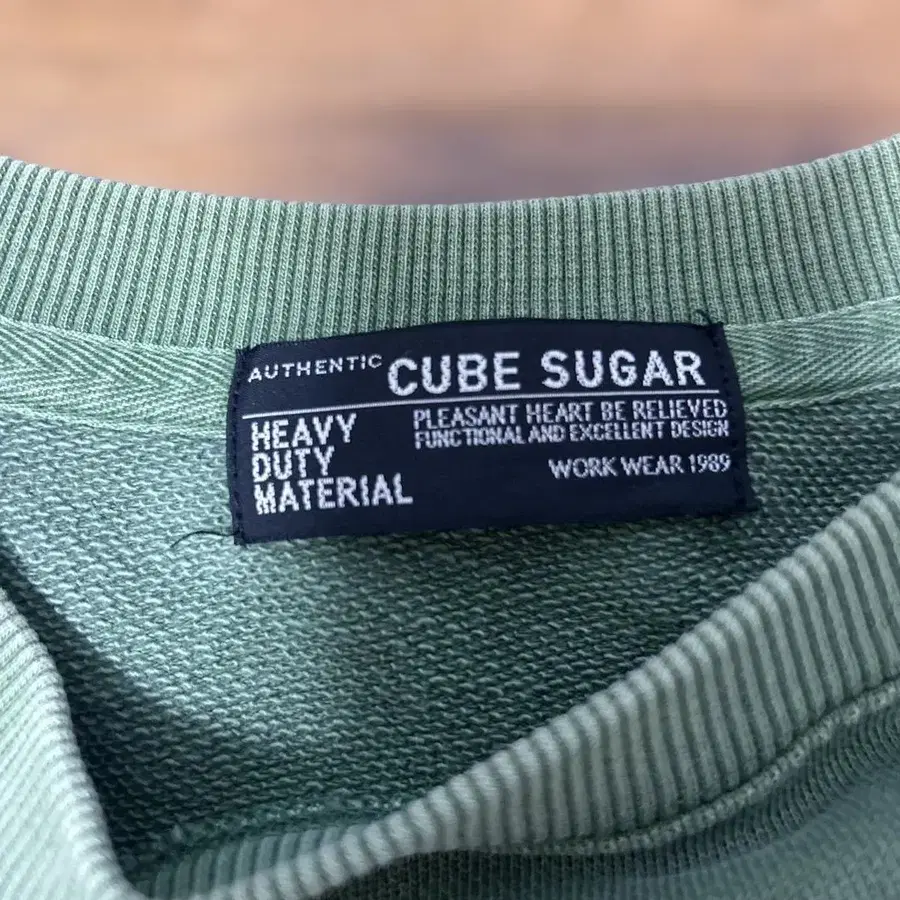 AUTHENTIC CUBE SUGAR
HEAVY
DUTY
MATERIAL
PLEASANT HEART BE RELIEVED
FUNCTIONAL AND EXCELLENT DESIGN
WORK WEAR 1989